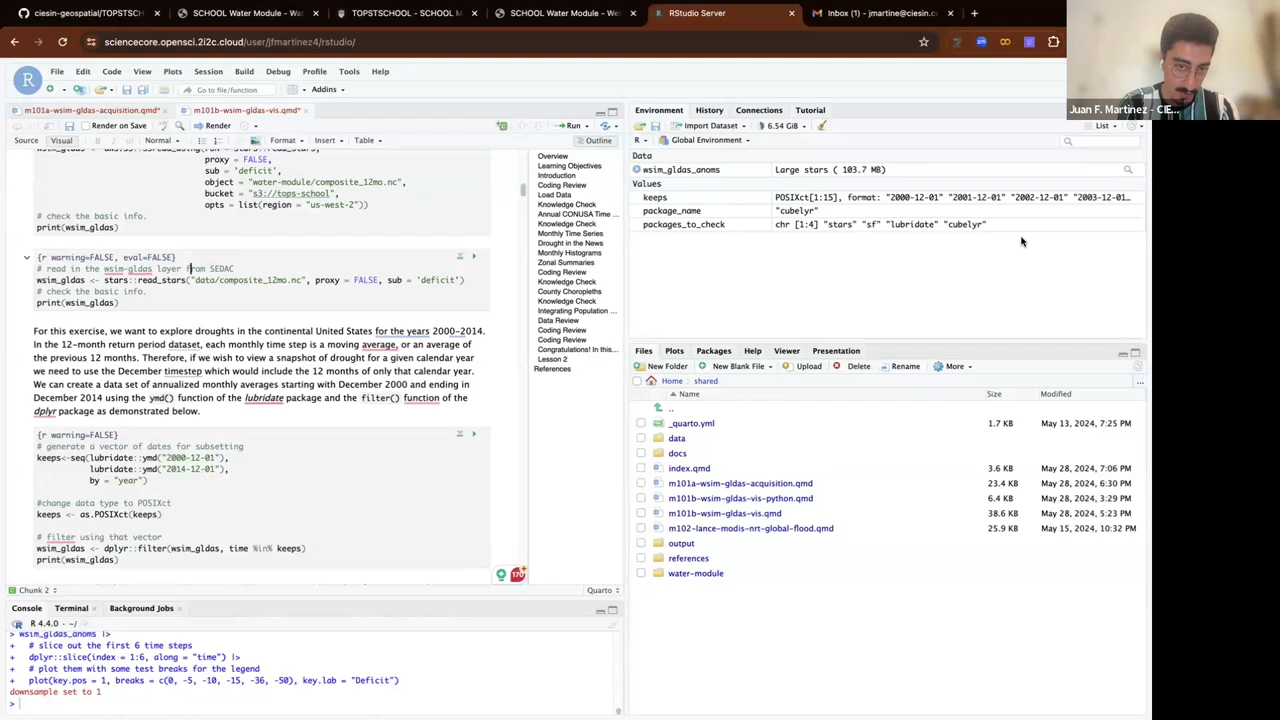 ciesin-geospatial/TOPSTSCHO
SCHOOL Water Module - W
TOPSTSCHOOL - SCHOOL M
SCHOOL Water Module - Wel
RStudio Server
Inbox (1) - jmartine@ciesin.c
sciencecore.opensci.2i2c.cloud/user/jfmartinez4/rstudio/
File Edit Code View Plots Session Build Debug Profile Tools Help
Go to file/function
Addins
Juan F. Martinez - CIE...
m101a-wsim-gldas-acquisition.qmd*
m101b-wsim-gldas-vis.qmd*
Render on Save
Render
Run
Source Visual
B I
Normal
Format
Insert
Table
Outline
proxy = FALSE,
sub = 'deficit',
object = "water-module/composite_12mo.nc",
bucket = "s3://tops-school",
opts = list(region = "us-west-2"))
# check the basic info.
print(wsim_gldas)
{r warning=FALSE, eval=FALSE}
# read in the wsim-gldas layer from SEDAC
wsim_gldas <- stars::read_stars("data/composite_12mo.nc", proxy = FALSE, sub = 'deficit')
# check the basic info.
print(wsim_gldas)
For this exercise, we want to explore droughts in the continental United States for the years 2000-2014.
In the 12-month return period dataset, each monthly time step is a moving average, or an average of
the previous 12 months. Therefore, if we wish to view a snapshot of drought for a given calendar year
we need to use the December timestep which would include the 12 months of only that calendar year.
We can create a data set of annualized monthly averages starting with December 2000 and ending in
December 2014 using the ymd() function of the lubridate package and the filter() function of the
dplyr package as demonstrated below.
{r warning=FALSE}
# generate a vector of dates for subsetting
keeps<-seq(lubridate::ymd("2000-12-01"),
lubridate::ymd("2014-12-01"),
by = "year")
#change data type to POSIXct
keeps <- as.POSIXct(keeps)
# filter using that vector
wsim_gldas <- dplyr::filter(wsim_gldas, time %in% keeps)
print(wsim_gldas)
Chunk 2
Quarto
Overview
Learning Objectives
Introduction
Coding Review
Load Data
Knowledge Check
Annual CONUSA Time ...
Knowledge Check
Monthly Time Series
Drought in the News
Monthly Histograms
Zonal Summaries
Coding Review
Knowledge Check
Coding Review
County Choropleths
Knowledge Check
Integrating Population ...
Data Review
Coding Review
Coding Review
Congratulations! In this...
Lesson 2
References
Console Terminal Background Jobs
R 4.4.0 · ~/
> wsim_gldas_anoms |>
+ # slice out the first 6 time steps
+ dplyr::slice(index = 1:6, along = "time") |>
+ # plot them with some test breaks for the legend
+ plot(key.pos = 1, breaks = c(0, -5, -10, -15, -36, -50), key.lab = "Deficit")
downsample set to 1
>
Environment History Connections Tutorial
Import Dataset
6.54 GiB
List
R
Global Environment
Data
wsim_gldas_anoms Large stars ( 103.7 MB)
Values
keeps POSIXct[1:15], format: "2000-12-01" "2001-12-01" "2002-12-01" "2003-12-01...
package_name "cubelyr"
packages_to_check chr [1:4] "stars" "sf" "lubridate" "cubelyr"
Files Plots Packages Help Viewer Presentation
New Folder New Blank File Upload Delete Rename More
Home shared
Name Size Modified
..
_quarto.yml 1.7 KB May 13, 2024, 7:25 PM
data
docs
index.qmd 3.6 KB May 28, 2024, 7:06 PM
m101a-wsim-gldas-acquisition.qmd 23.4 KB May 28, 2024, 6:30 PM
m101b-wsim-gldas-vis-python.qmd 6.4 KB May 28, 2024, 3:29 PM
m101b-wsim-gldas-vis.qmd 38.6 KB May 28, 2024, 5:23 PM
m102-lance-modis-nrt-global-flood.qmd 25.9 KB May 15, 2024, 10:32 PM
output
references
water-module